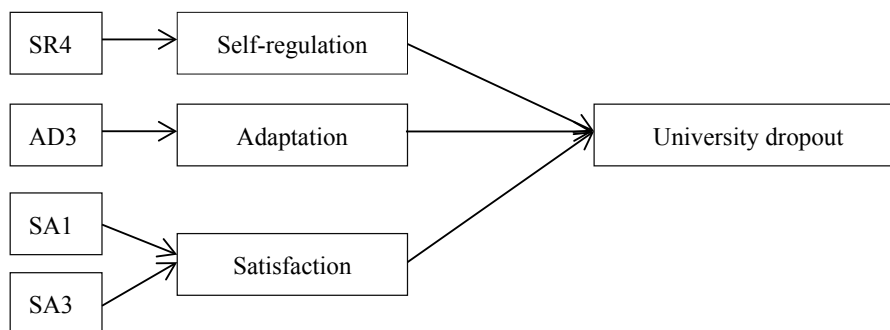 SR4
Self-regulation
AD3
Adaptation
University dropout
SA1
Satisfaction
SA3